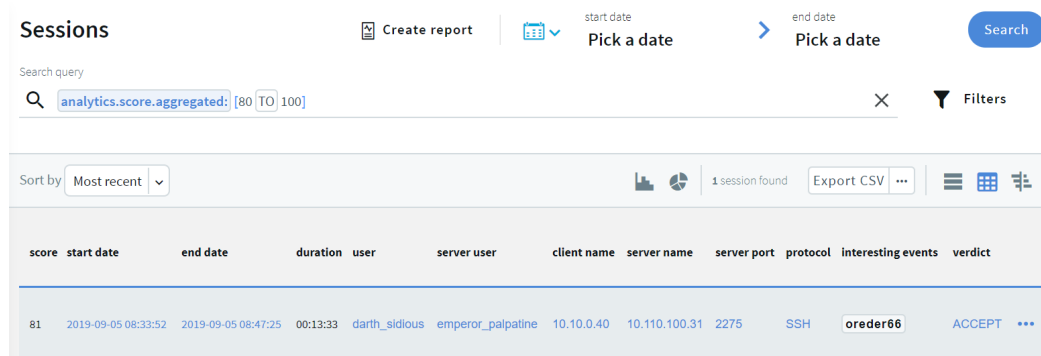 Sessions
Create report
start date
Pick a date
end date
Pick a date
Search
Search query
analytics.score.aggregated: [80 TO 100]
Filters
Sort by Most recent
1 session found
Export CSV
score start date end date duration user server user client name server name server port protocol interesting events verdict
81 2019-09-05 08:33:52 2019-09-05 08:47:25 00:13:33 darth_sidious emperor_palpatine 10.10.0.40 10.110.100.31 2275 SSH oreder66 ACCEPT